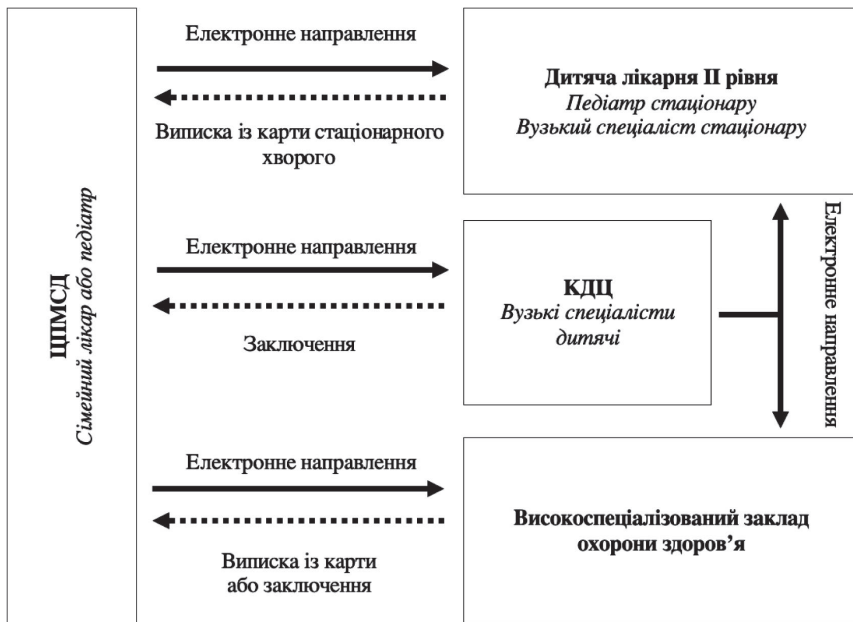 ЦПМСД
Сімейний лікар або педіатр
Електронне направлення
Виписка із карти стаціонарного
хворого
Дитяча лікарня ІІ рівня
Педіатр стаціонару
Вузький спеціаліст стаціонару
Електронне направлення
Заключення
КДЦ
Вузькі спеціалісти
дитячі
Електронне направлення
Електронне направлення
Виписка із карти
або заключення
Високоспеціалізований заклад
охорони здоров’я